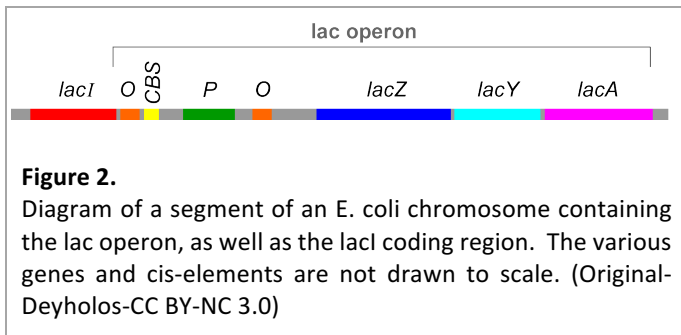 lac operon
lacI O CBS P O lacZ lacY lacA
Figure 2.
Diagram of a segment of an E. coli chromosome containing
the lac operon, as well as the lacI coding region. The various
genes and cis-elements are not drawn to scale. (Original-
Deyholos-CC BY-NC 3.0)